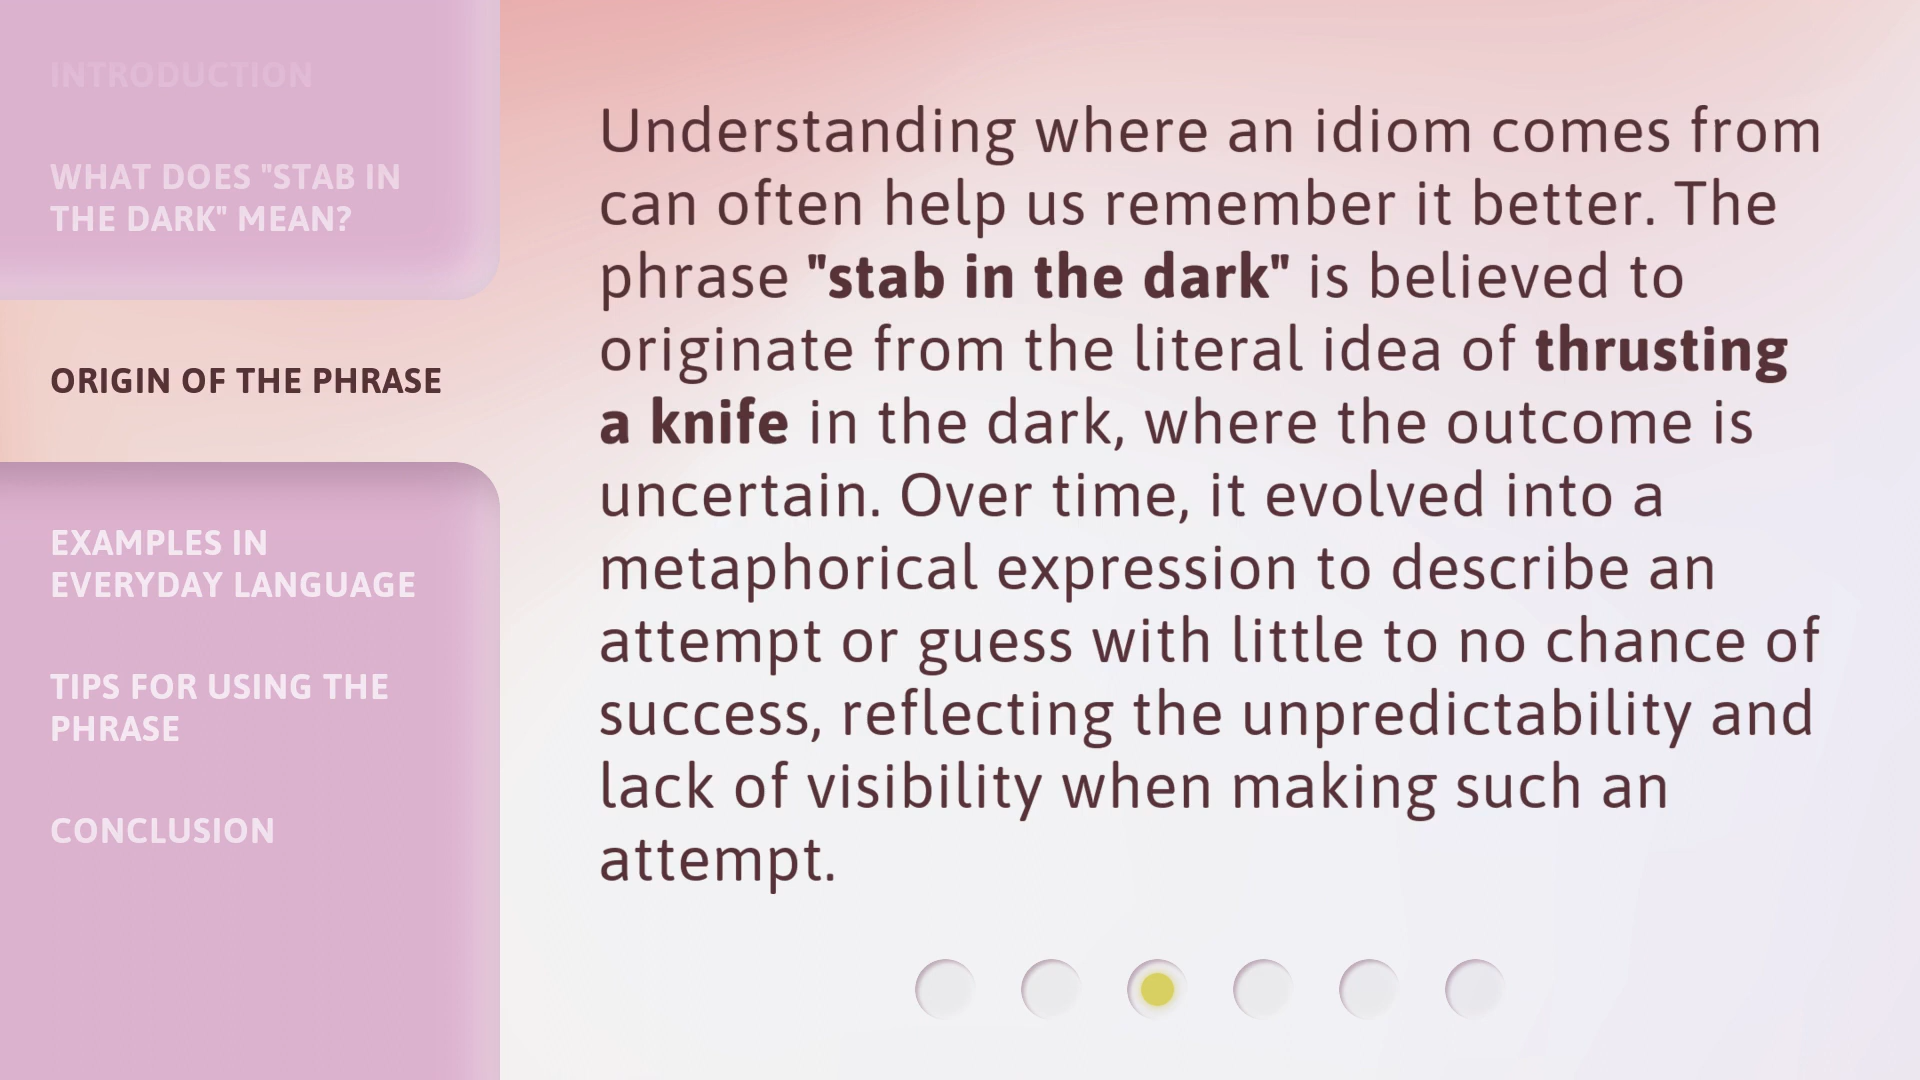 INTRODUCTION
WHAT DOES "STAB IN
THE DARK" MEAN?
ORIGIN OF THE PHRASE
EXAMPLES IN
EVERYDAY LANGUAGE
TIPS FOR USING THE
PHRASE
CONCLUSION
Understanding where an idiom comes from
can often help us remember it better. The
phrase "stab in the dark" is believed to
originate from the literal idea of thrusting
a knife in the dark, where the outcome is
uncertain. Over time, it evolved into a
metaphorical expression to describe an
attempt or guess with little to no chance of
success, reflecting the unpredictability and
lack of visibility when making such an
attempt.